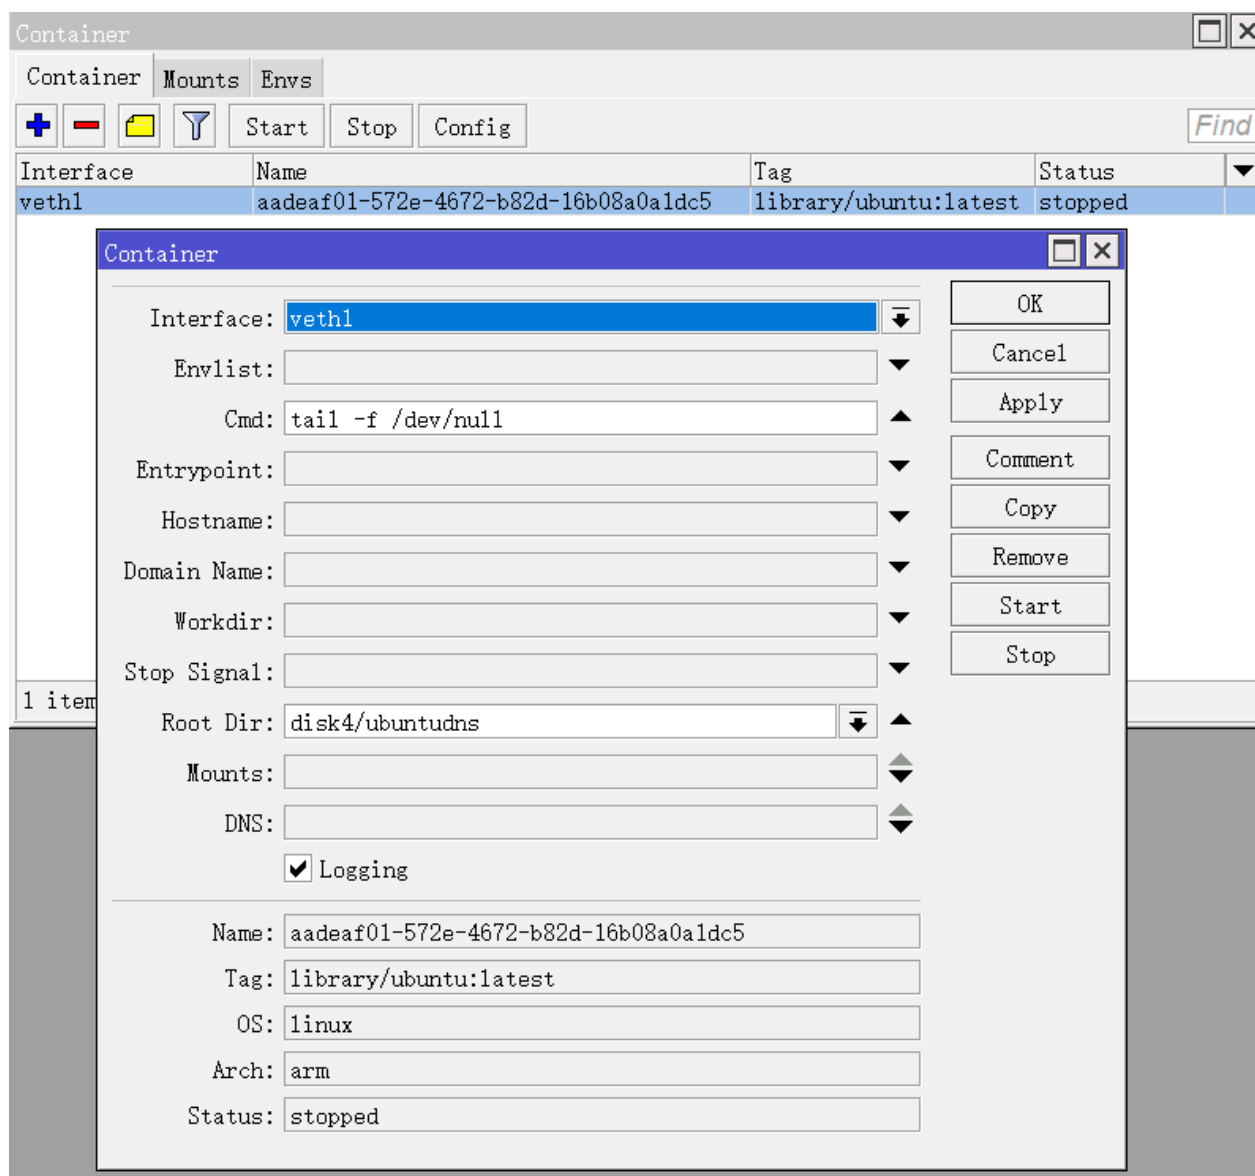 Container
Container Mounts Envs
Start Stop Config Find
Interface Name Tag Status
veth1 aadeaf01-572e-4672-b82d-16b08a0a1dc5 library/ubuntu:latest stopped
Container
Interface: veth1 OK
Envlist: Cancel
Cmd: tail -f /dev/null Apply
Entrypoint: Comment
Hostname: Copy
Domain Name: Remove
Workdir: Start
Stop Signal: Stop
1 item
Root Dir: disk4/ubuntudns
Mounts:
DNS:
Logging
Name: aadeaf01-572e-4672-b82d-16b08a0a1dc5
Tag: library/ubuntu:latest
OS: linux
Arch: arm
Status: stopped